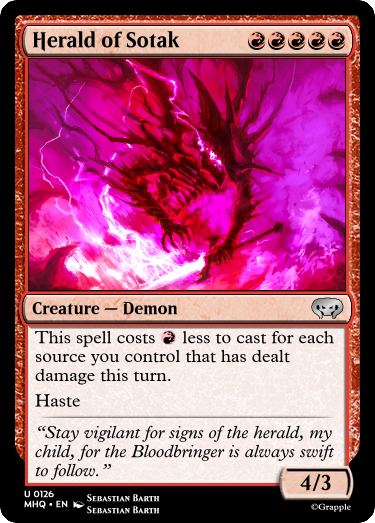 Herald of Sotak
Creature — Demon
This spell costs less to cast for each
source you control that has dealt
damage this turn.
Haste
“Stay vigilant for signs of the herald, my
child, for the Bloodbringer is always swift
to follow.”
4/3
U 0126
MHQ • EN SEBASTIAN BARTH
SEBASTIAN BARTH
©Grapple